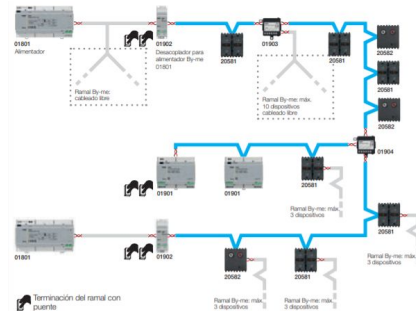 01801
Alimentador
01902
Desacoplador para
alimentador By-me
01801
20581
01903
20581
20582
20581
20582
Ramal By-me:
cableado libre
Ramal By-me: máx.
10 dispositivos
cableado libre
01904
01901
01901
20581
Ramal By-me: máx.
3 dispositivos
20581
Ramal By-me: máx.
3 dispositivos
01801
01902
20582
20581
Ramal By-me: máx.
3 dispositivos
Ramal By-me: máx.
3 dispositivos
Terminación del ramal con
puente